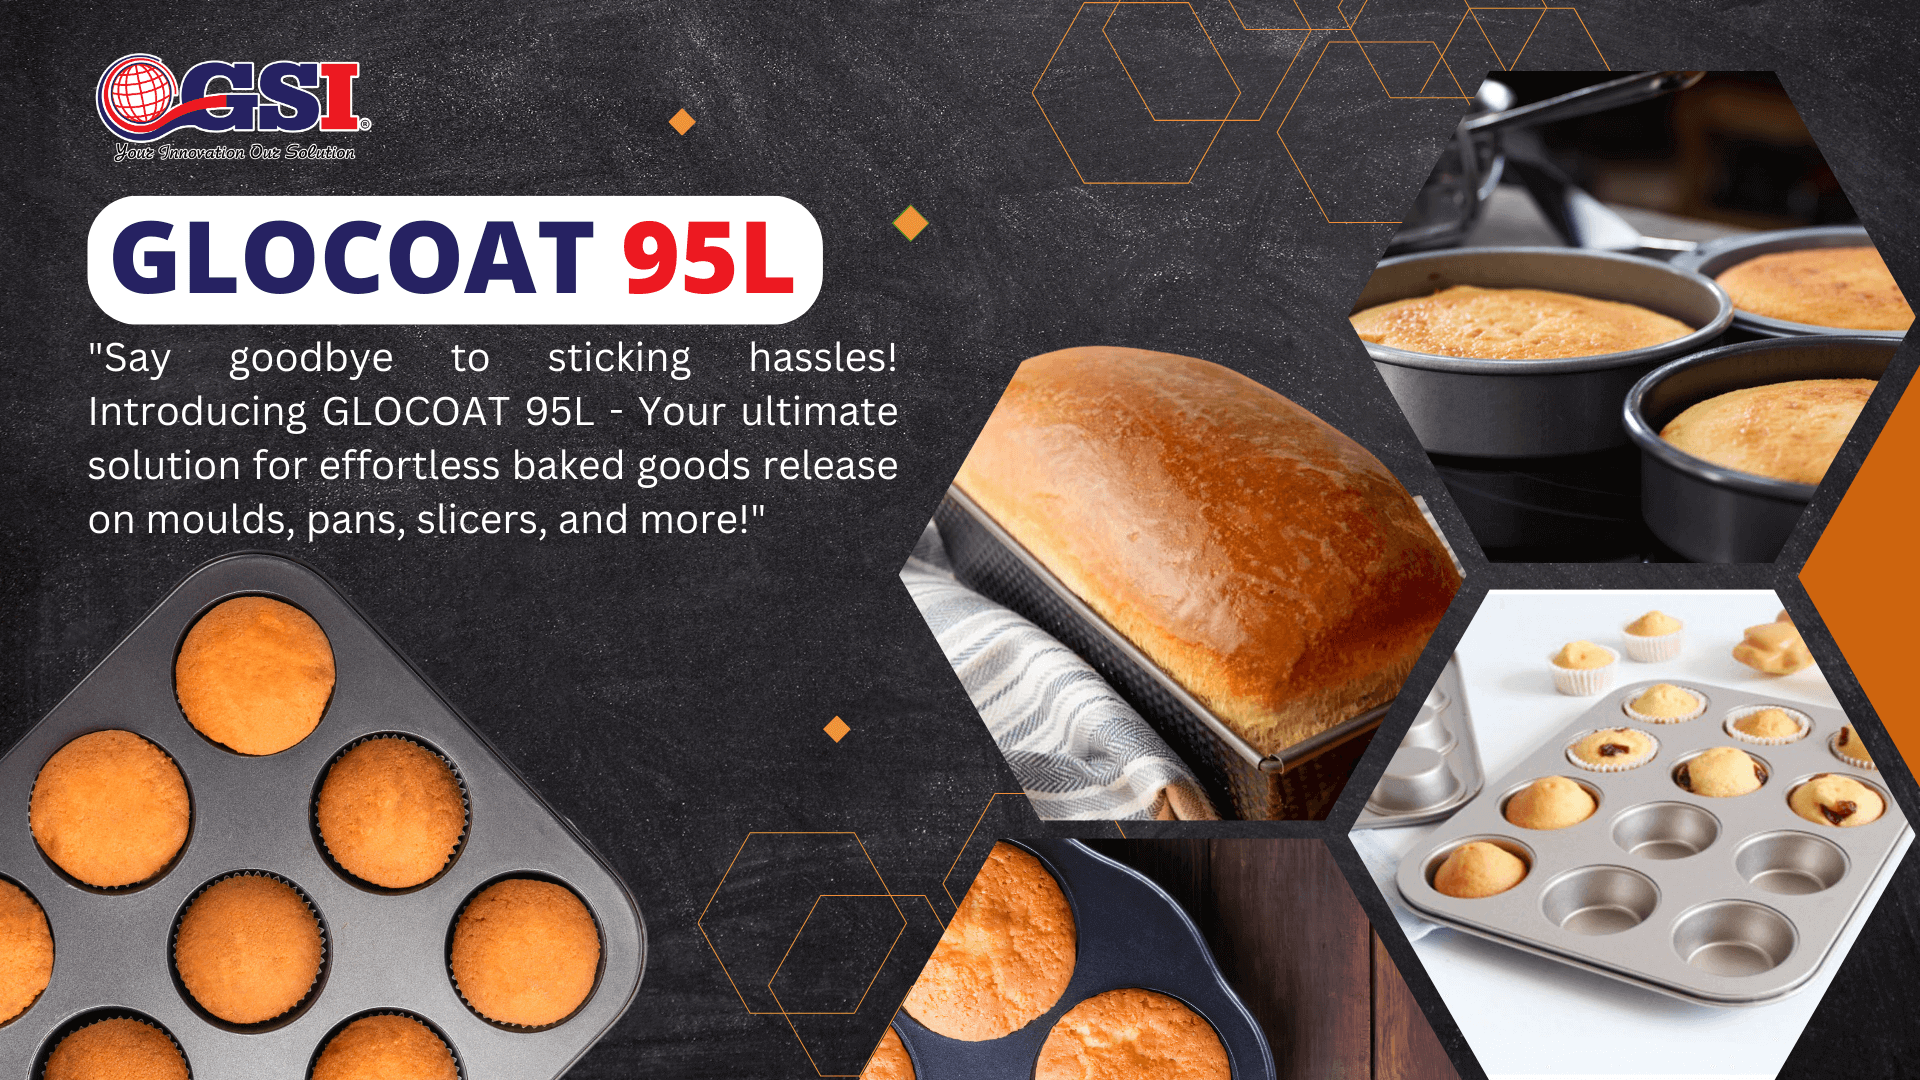 GSI®
Your Innovation Our Solution
GLOCOAT 95L
"Say goodbye to sticking hassles!
Introducing GLOCOAT 95L - Your ultimate
solution for effortless baked goods release
on moulds, pans, slicers, and more!"